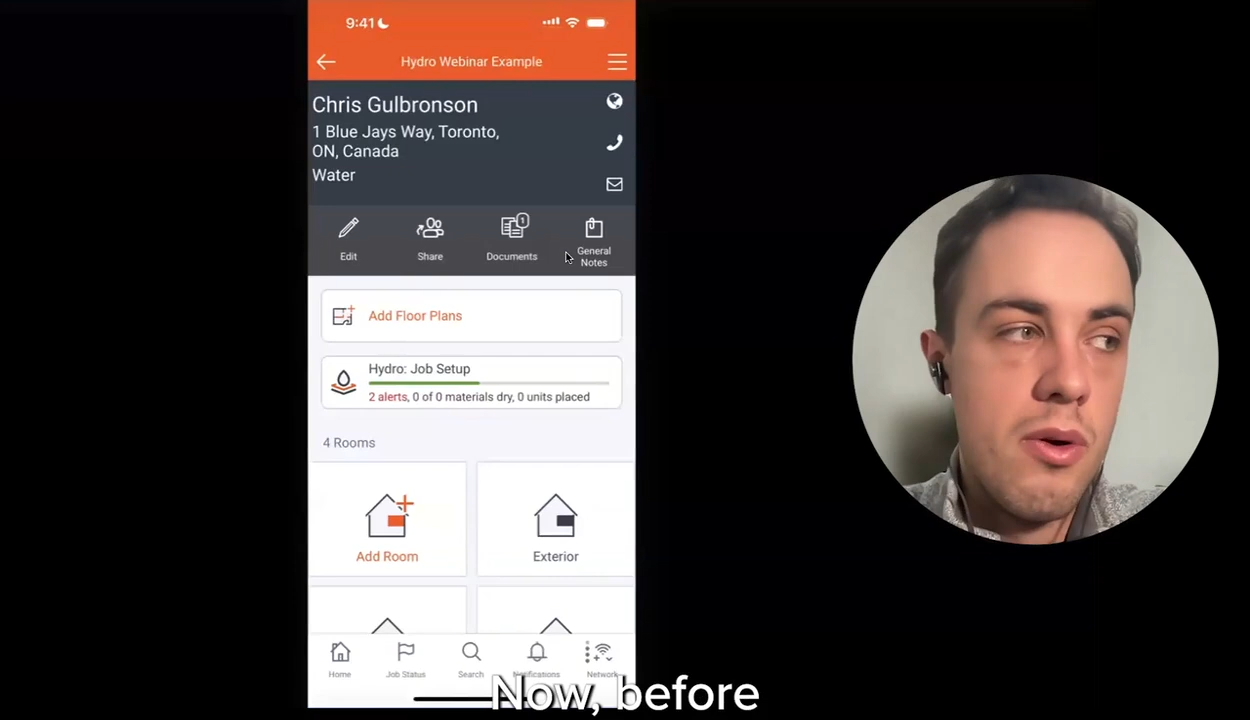 9:41
Hydro Webinar Example
Chris Gulbronson
1 Blue Jays Way, Toronto,
ON, Canada
Water
1
Edit
Share
Documents
General
Notes
Add Floor Plans
Hydro: Job Setup
2 alerts, 0 of 0 materials dry, 0 units placed
4 Rooms
Add Room
Exterior
Home
Job Status
Search
Notifications
Network
Now, before